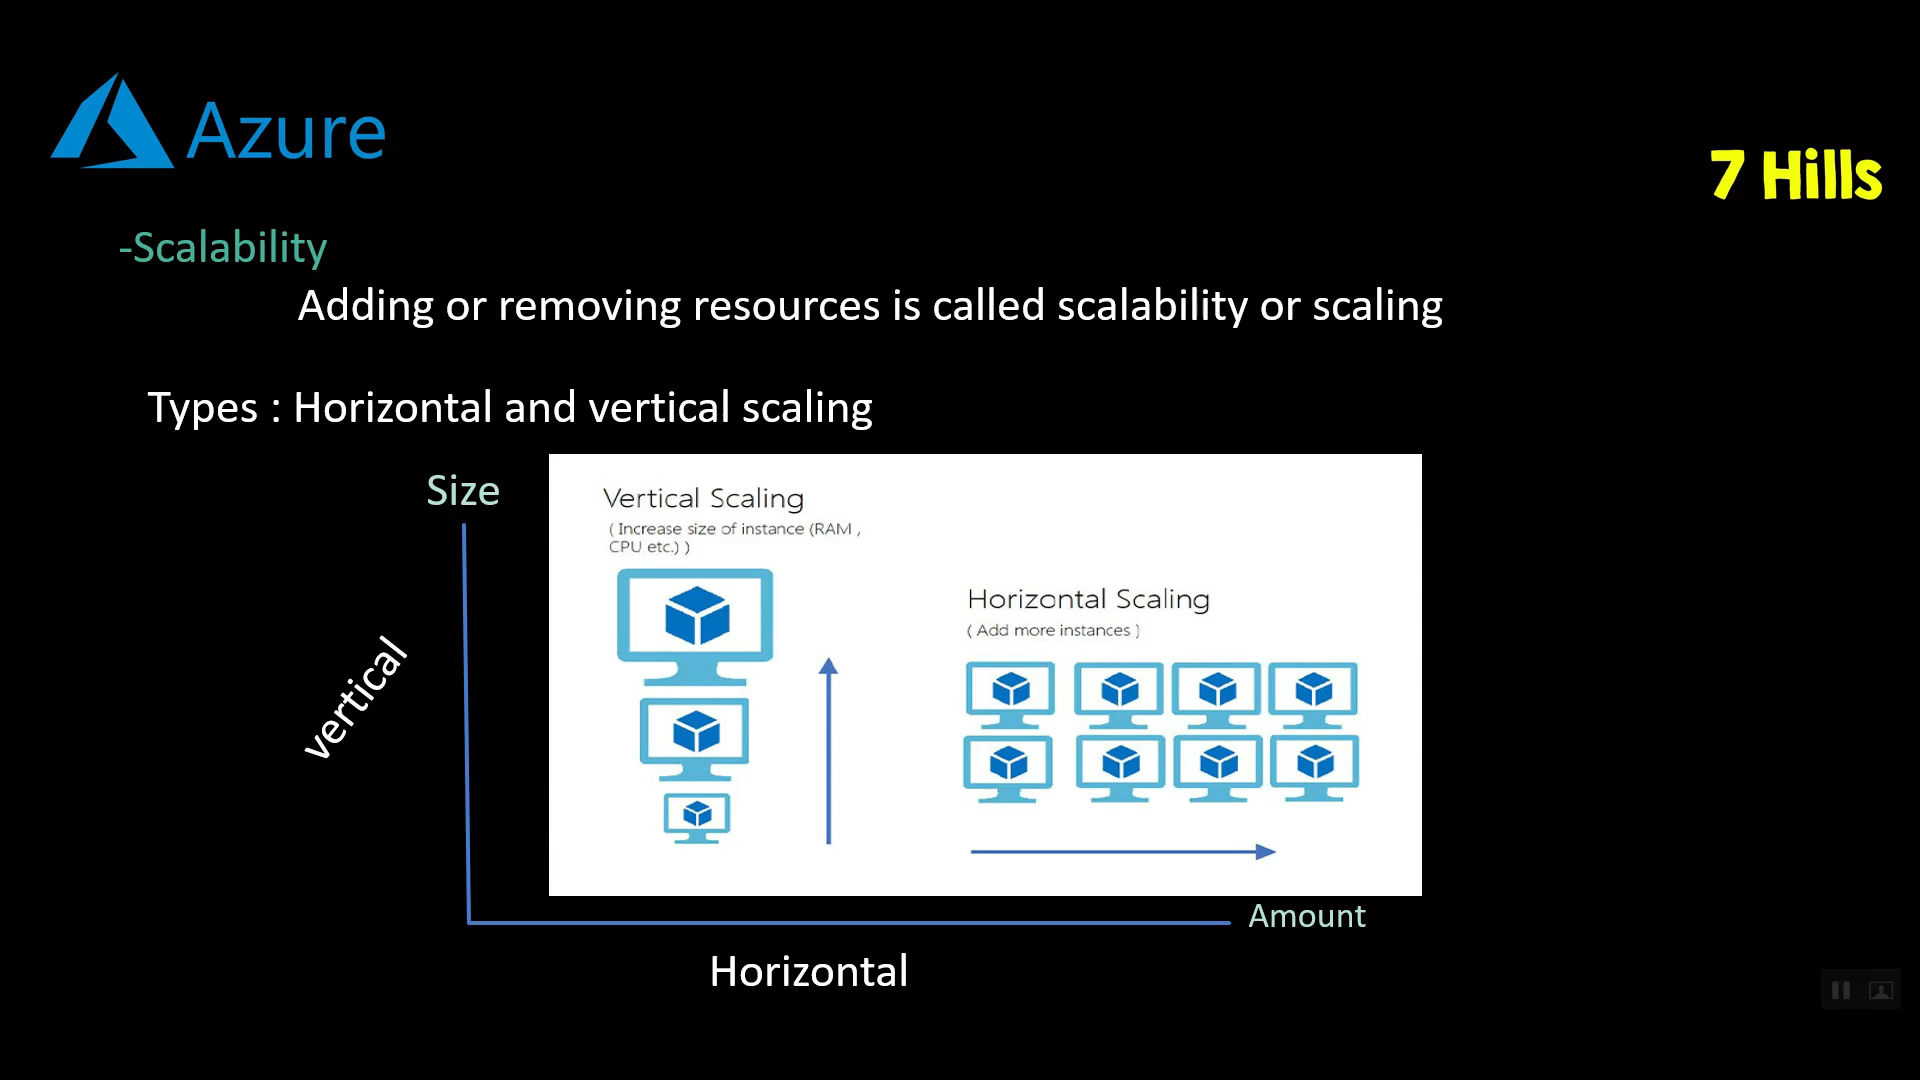 Azure
7 Hills
-Scalability
Adding or removing resources is called scalability or scaling
Types : Horizontal and vertical scaling
Size
Vertical Scaling
( Increase size of instance (RAM ,
CPU etc.) )
Horizontal Scaling
( Add more instances )
vertical
Amount
Horizontal